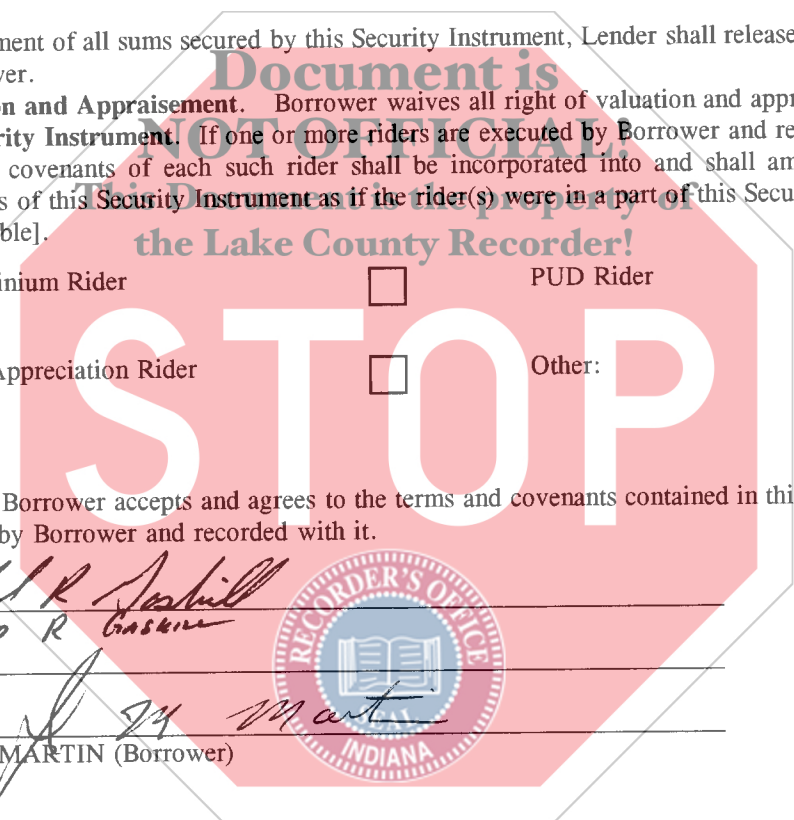 ment of all sums secured by this Security Instrument, Lender shall release
ver.
Document is
on and Appraisement. Borrower waives all right of valuation and appr
NOT OFFICIAL!
rity Instrument. If one or more riders are executed by Borrower and re
covenants of each such rider shall be incorporated into and shall am
This Document is the property of
s of this Security Instrument as if the rider(s) were in a part of this Secu
ble].
the Lake County Recorder!
inium Rider
PUD Rider
STOP
Appreciation Rider
Other:
Borrower accepts and agrees to the terms and covenants contained in thi
by Borrower and recorded with it.
R Gaskill
R GASKILL
RECORDER'S OFFICE
SEAL
INDIANA
M Martin
MARTIN (Borrower)